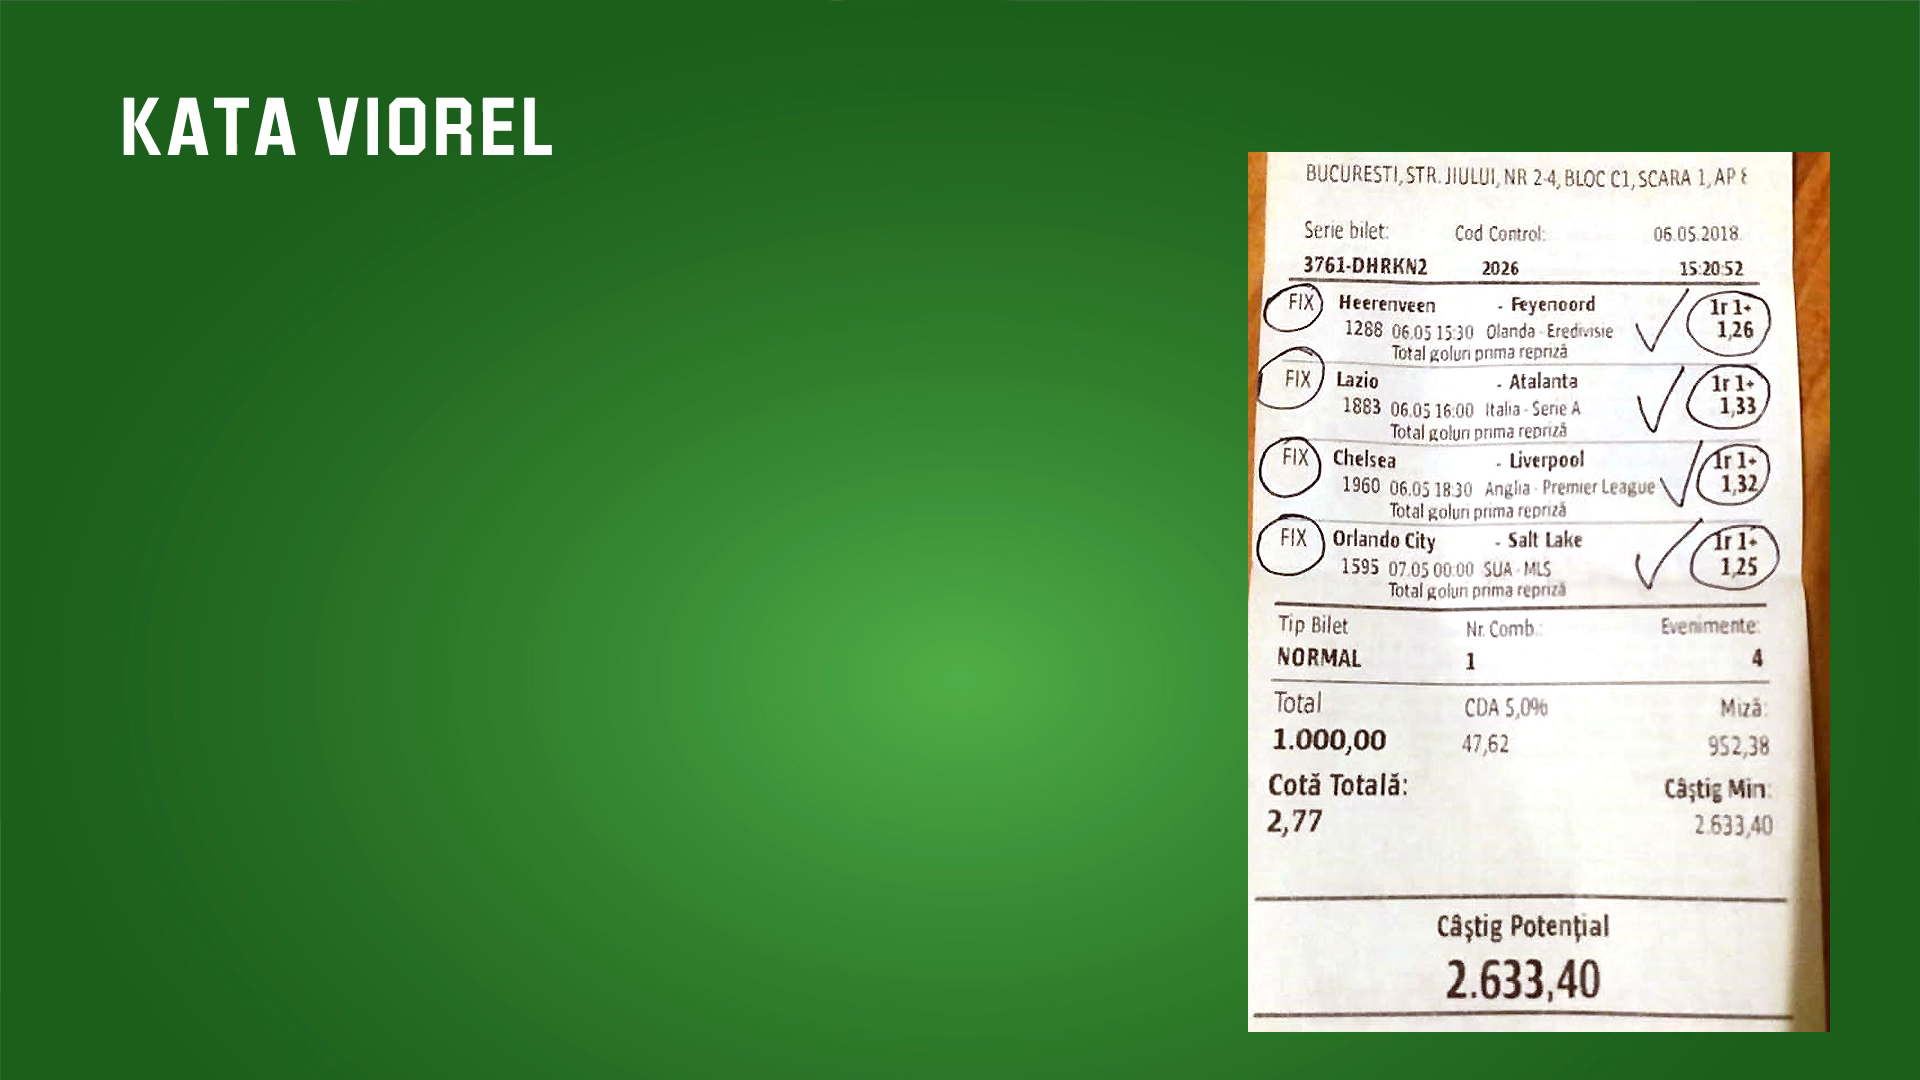 KATA VIOREL
BUCURESTI, STR. JIULUI, NR 2-4, BLOC C1, SCARA 1, AP
Serie bilet: Cod Control: 06.05.2018
3761-DHRKN2 2026 15:20:52
FIX Heerenveen - Feyenoord 1r 1+
1288 06.05 15:30 Olanda - Eredivisie 1,26
Total goluri prima repriză
FIX Lazio - Atalanta 1r 1+
1883 06.05 16:00 Italia - Serie A 1,33
Total goluri prima repriză
FIX Chelsea - Liverpool 1r 1+
1960 06.05 18:30 Anglia - Premier League 1,32
Total goluri prima repriză
FIX Orlando City - Salt Lake 1r 1+
1595 07.05 00:00 SUA - MLS 1,25
Total goluri prima repriză
Tip Bilet Nr. Comb.: Evenimente:
NORMAL 1 4
Total CDA 5,0% Miză:
1.000,00 47,62 952,38
Cotă Totală: Câştig Min:
2,77 2.633,40
Câştig Potenţial
2.633,40